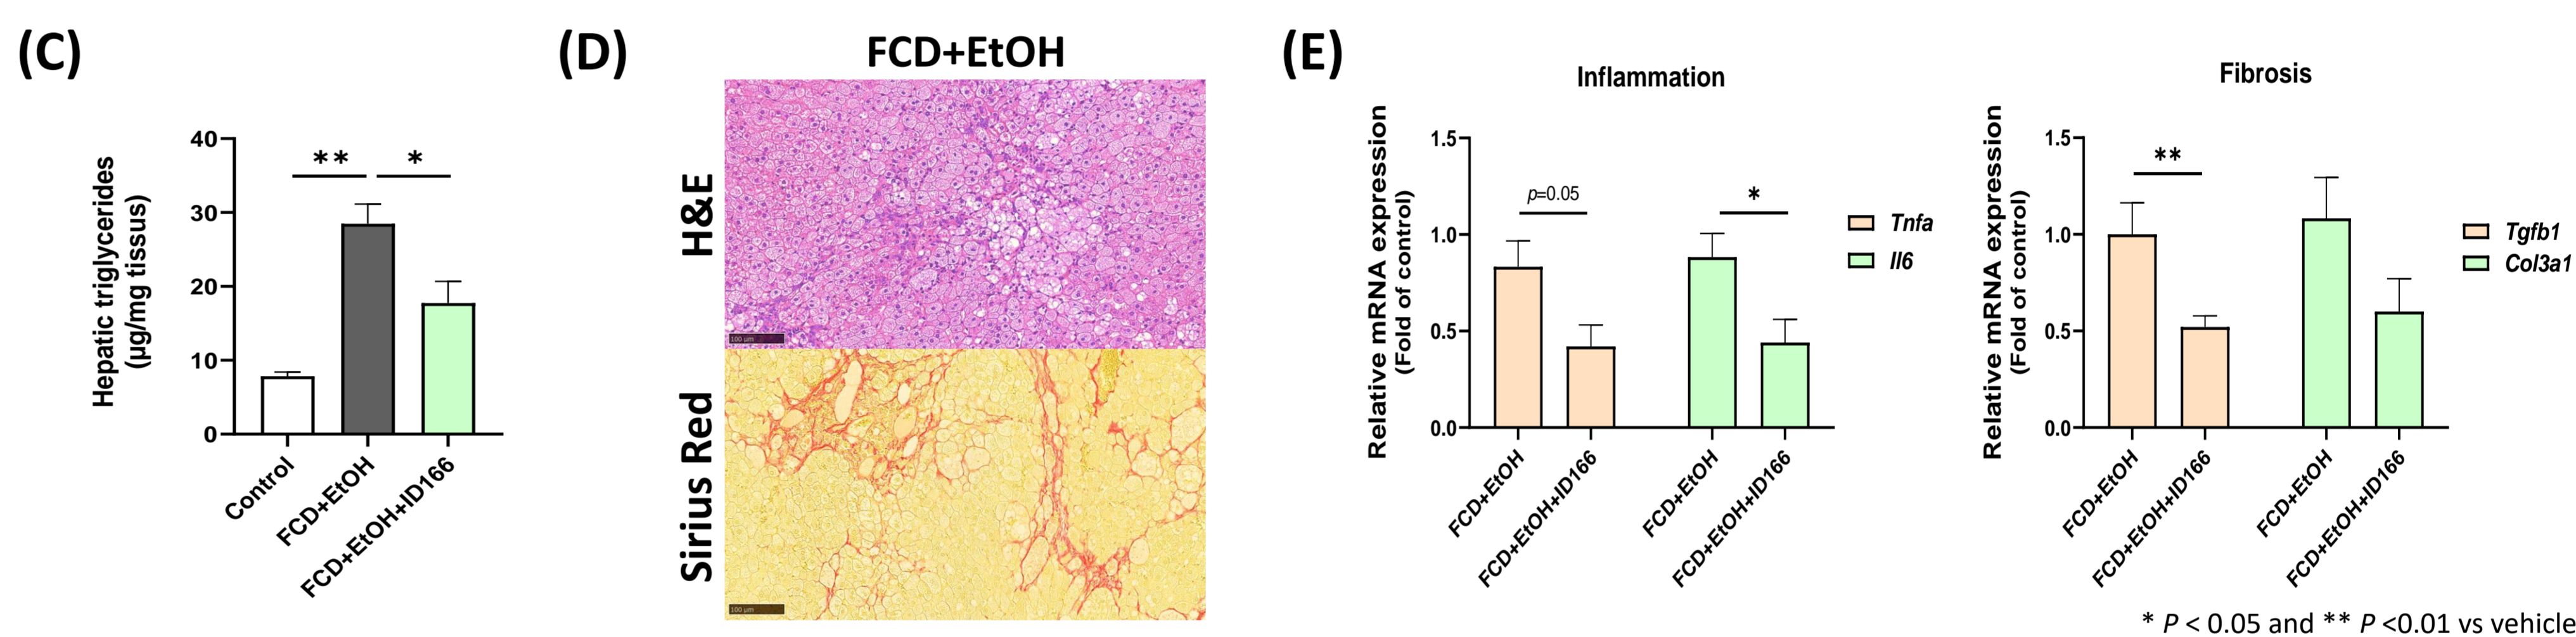 (C)
Hepatic triglycerides
(µg/mg tissus)
40
30
20
10
0
**
*
Control
FCD+EtOH
FCD+EtOH+ID166
(D)
FCD+EtOH
H&E
100 µm
Sirius Red
100 µm
(E)
Inflammation
Relative mRNA expression
(Fold of control)
1.5
1.0
0.5
0.0
p=0.05
*
FCD+EtOH
FCD+EtOH+ID166
FCD+EtOH
FCD+EtOH+ID166
Tnfa
Il6
Fibrosis
Relative mRNA expression
(Fold of control)
1.5
1.0
0.5
0.0
**
FCD+EtOH
FCD+EtOH+ID166
FCD+EtOH
FCD+EtOH+ID166
Tgfb1
Col3a1
* P < 0.05 and ** P <0.01 vs vehicle